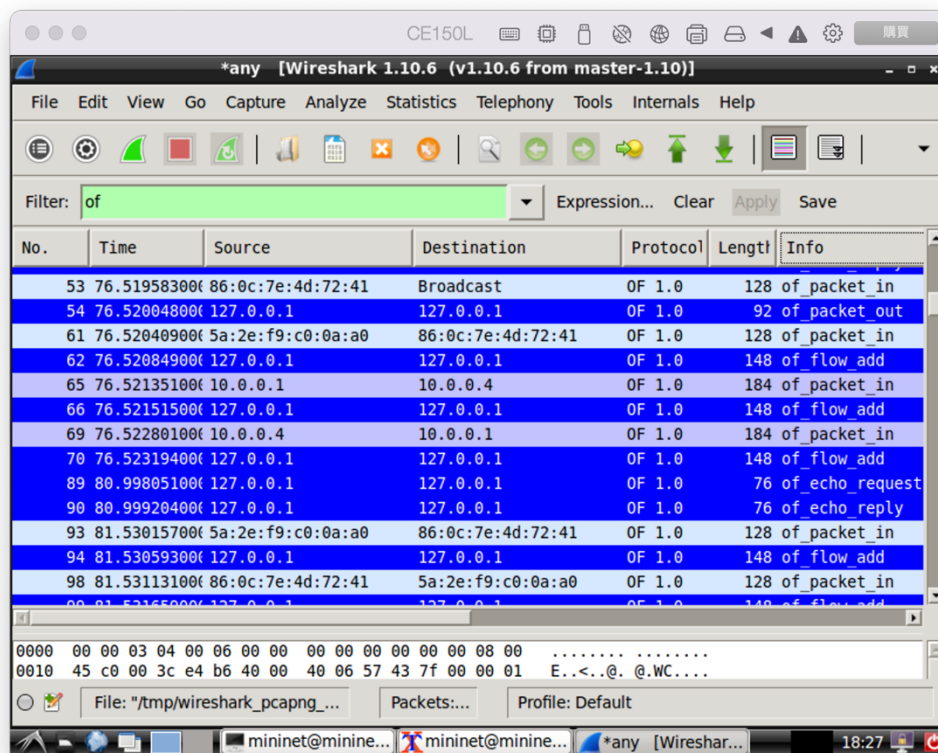 CE150L 購買
*any [Wireshark 1.10.6 (v1.10.6 from master-1.10)]
File Edit View Go Capture Analyze Statistics Telephony Tools Internals Help
Filter: of Expression... Clear Apply Save
No. Time Source Destination Protocol Length Info
53 76.519583000 86:0c:7e:4d:72:41 Broadcast OF 1.0 128 of_packet_in
54 76.520048000 127.0.0.1 127.0.0.1 OF 1.0 92 of_packet_out
61 76.520409000 5a:2e:f9:c0:0a:a0 86:0c:7e:4d:72:41 OF 1.0 128 of_packet_in
62 76.520849000 127.0.0.1 127.0.0.1 OF 1.0 148 of_flow_add
65 76.521351000 10.0.0.1 10.0.0.4 OF 1.0 184 of_packet_in
66 76.521515000 127.0.0.1 127.0.0.1 OF 1.0 148 of_flow_add
69 76.522801000 10.0.0.4 10.0.0.1 OF 1.0 184 of_packet_in
70 76.523194000 127.0.0.1 127.0.0.1 OF 1.0 148 of_flow_add
89 80.998051000 127.0.0.1 127.0.0.1 OF 1.0 76 of_echo_request
90 80.999204000 127.0.0.1 127.0.0.1 OF 1.0 76 of_echo_reply
93 81.530157000 5a:2e:f9:c0:0a:a0 86:0c:7e:4d:72:41 OF 1.0 128 of_packet_in
94 81.530593000 127.0.0.1 127.0.0.1 OF 1.0 148 of_flow_add
98 81.531131000 86:0c:7e:4d:72:41 5a:2e:f9:c0:0a:a0 OF 1.0 128 of_packet_in
0000 00 00 03 04 00 06 00 00 00 00 00 00 00 00 08 00 ........ ........
0010 45 c0 00 3c e4 b6 40 00 40 06 57 43 7f 00 00 01 E..<..@. @.WC....
File: "/tmp/wireshark_pcapng_... Packets:... Profile: Default
mininet@minine... mininet@minine... *any [Wireshar... 18:27